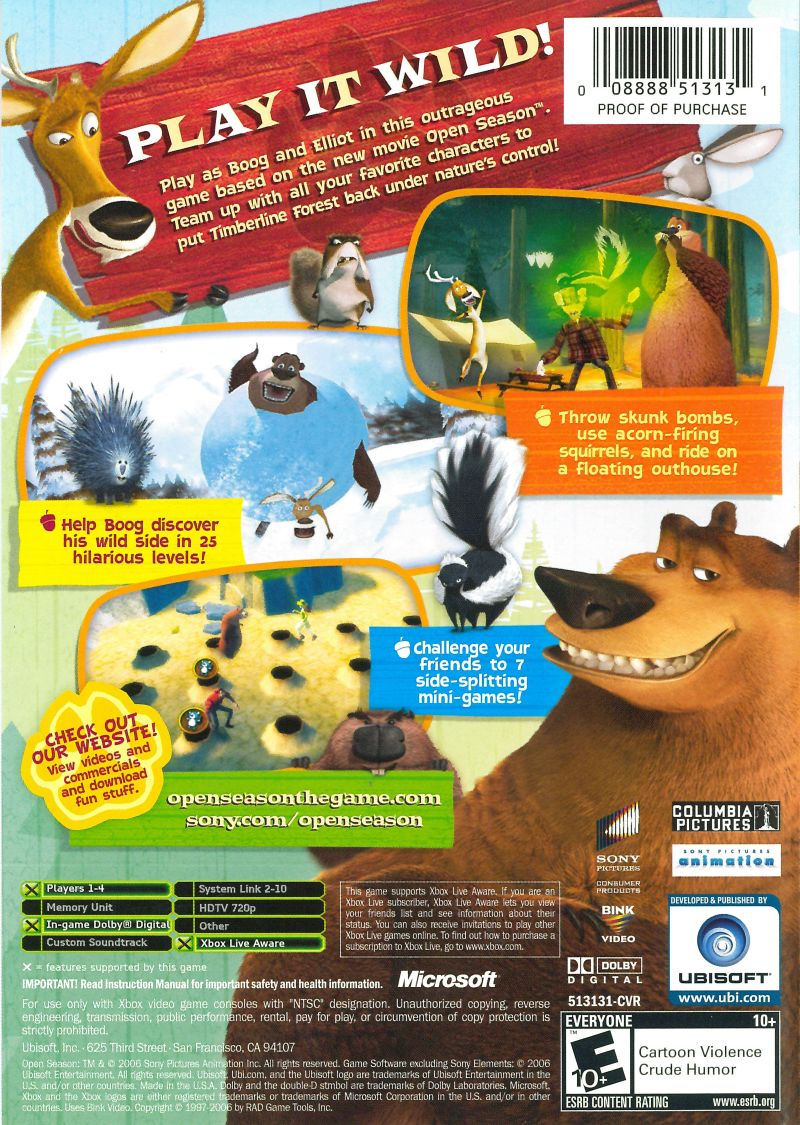 PLAY IT WILD!
Play as Boog and Elliot in this outrageous
game based on the new movie Open Season™.
Team up with all your favorite characters to
put Timberline Forest back under nature's control!
0 08888 51313 1
PROOF OF PURCHASE
Throw skunk bombs,
use acorn-firing
squirrels, and ride on
a floating outhouse!
Help Boog discover
his wild side in 25
hilarious levels!
Challenge your
friends to 7
side-splitting
mini-games!
CHECK OUT
OUR WEBSITE!
View videos and
commercials
and download
fun stuff.
openseasonthegame.com
sony.com/openseason
Players 1-4
System Link 2-10
Memory Unit
HDTV 720p
In-game Dolby® Digital
Other
Custom Soundtrack
Xbox Live Aware
X = features supported by this game
This game supports Xbox Live Aware. If you are an
Xbox Live subscriber, Xbox Live Aware lets you view
your friends list and see information about their
status. You can also receive invitations to play other
Xbox Live games online. To find out how to purchase a
subscription to Xbox Live, go to www.xbox.com.
SONY
PICTURES
CONSUMER
PRODUCTS
BINK
VIDEO
DOLBY
DIGITAL
513131-CVR
COLUMBIA
PICTURES
SONY PICTURES
animation
DEVELOPED & PUBLISHED BY
UBISOFT
www.ubi.com
IMPORTANT! Read Instruction Manual for important safety and health information.
Microsoft
For use only with Xbox video game consoles with "NTSC" designation. Unauthorized copying, reverse
engineering, transmission, public performance, rental, pay for play, or circumvention of copy protection is
strictly prohibited.
Ubisoft, Inc. · 625 Third Street · San Francisco, CA 94107
Open Season: TM & © 2006 Sony Pictures Animation Inc. All rights reserved. Game Software excluding Sony Elements: © 2006
Ubisoft Entertainment. All rights reserved. Ubisoft, Ubi.com, and the Ubisoft logo are trademarks of Ubisoft Entertainment in the
U.S. and/or other countries. Made in the U.S.A. Dolby and the double-D stmbol are trademarks of Dolby Laboratories. Microsoft,
Xbox and the Xbox logos are either registered trademarks or trademarks of Microsoft Corporation in the U.S. and/or in other
countries. Uses Bink Video. Copyright © 1997-2006 by RAD Game Tools, Inc.
EVERYONE 10+
E
10+
Cartoon Violence
Crude Humor
ESRB CONTENT RATING www.esrb.org